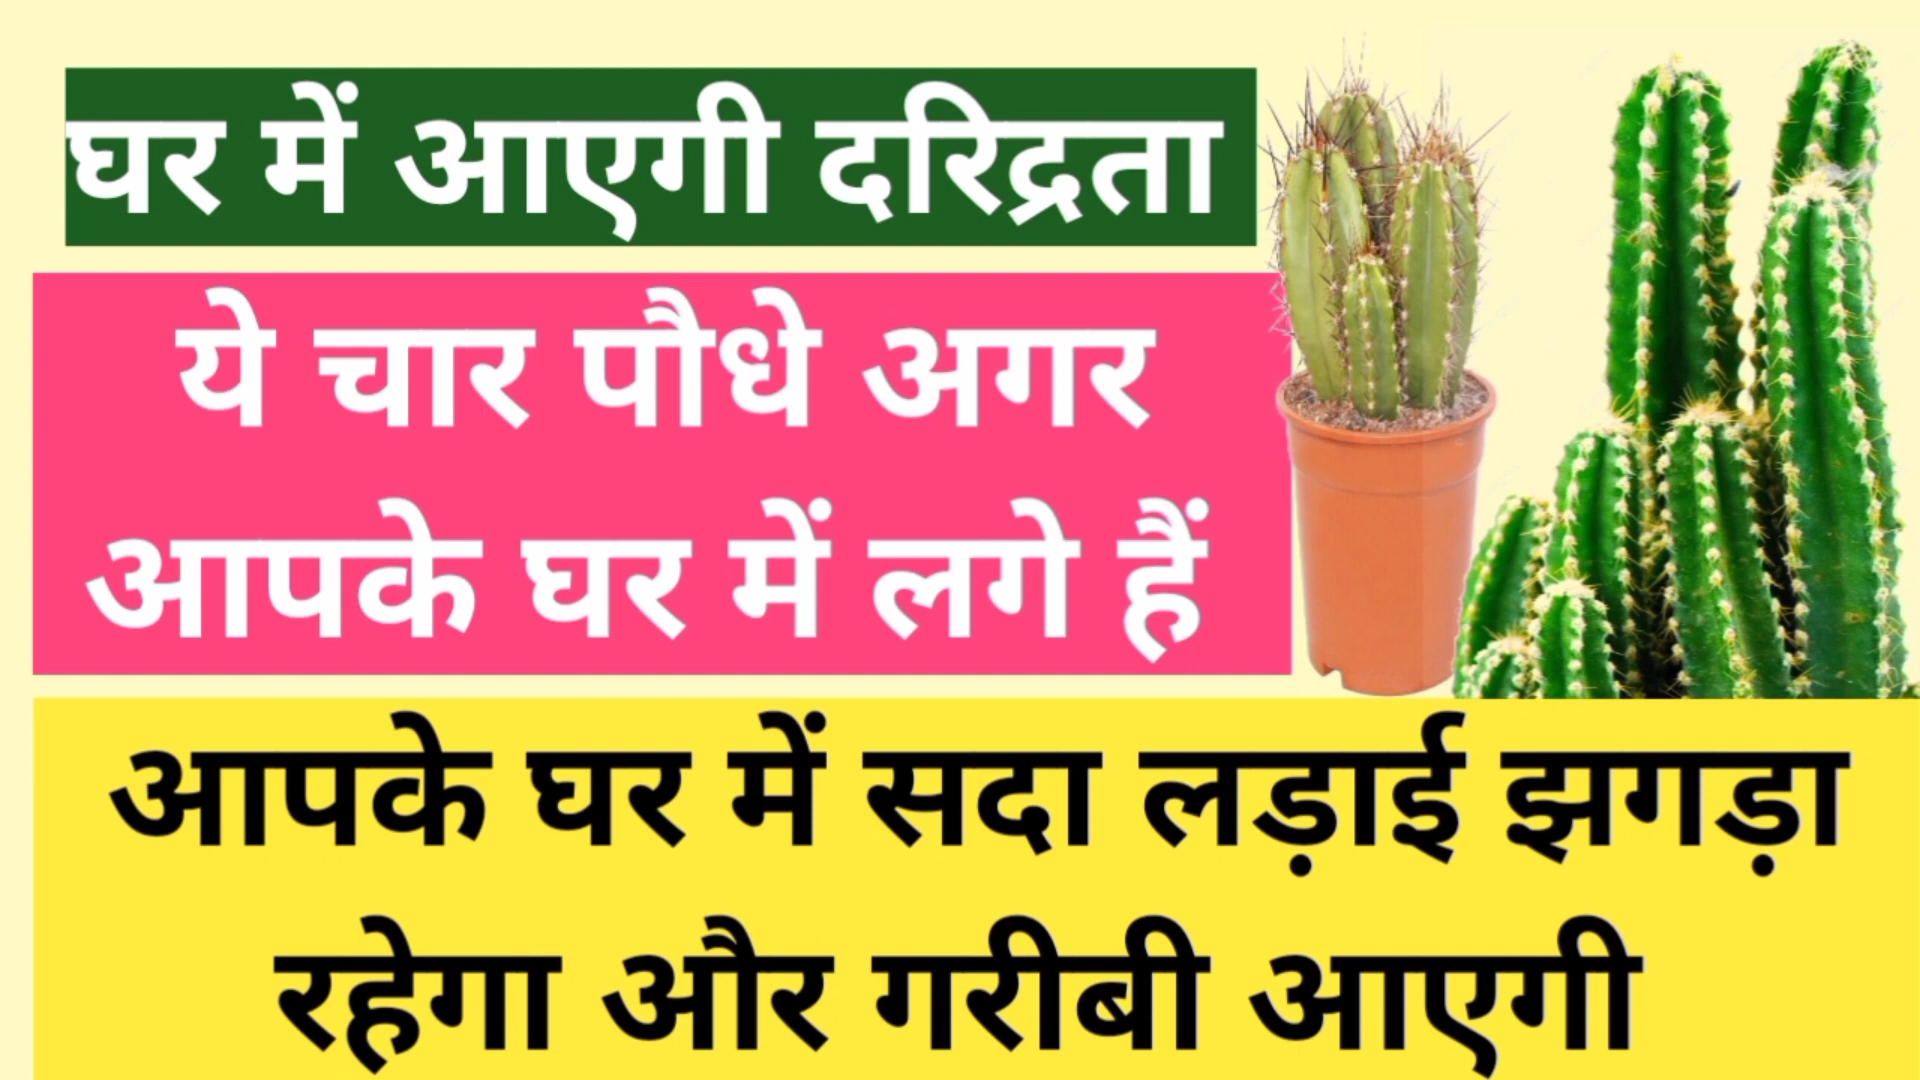 घर में आएगी दरिद्रता
ये चार पौधे अगर
आपके घर में लगे हैं
आपके घर में सदा लड़ाई झगड़ा
रहेगा और गरीबी आएगी